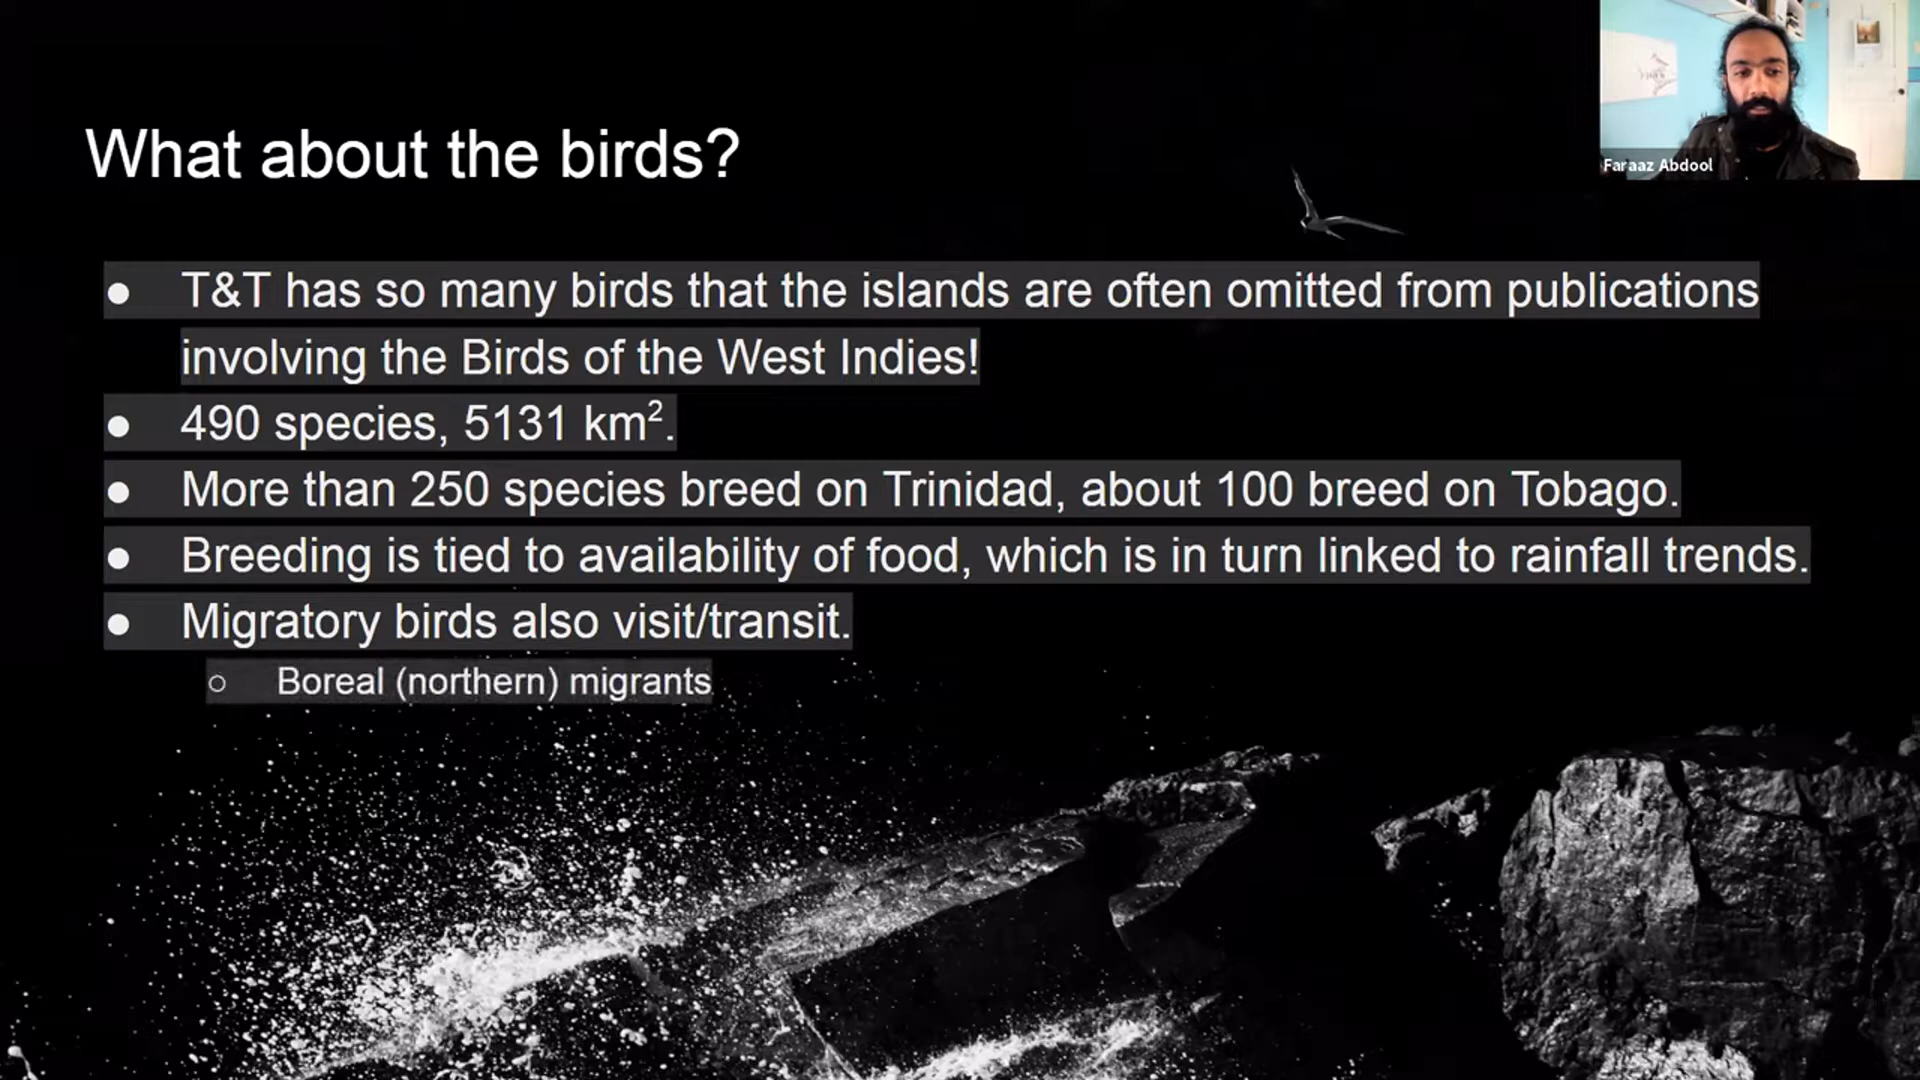 Faraaz Abdool
What about the birds?
● T&T has so many birds that the islands are often omitted from publications
involving the Birds of the West Indies!
● 490 species, 5131 km².
● More than 250 species breed on Trinidad, about 100 breed on Tobago.
● Breeding is tied to availability of food, which is in turn linked to rainfall trends.
● Migratory birds also visit/transit.
○ Boreal (northern) migrants